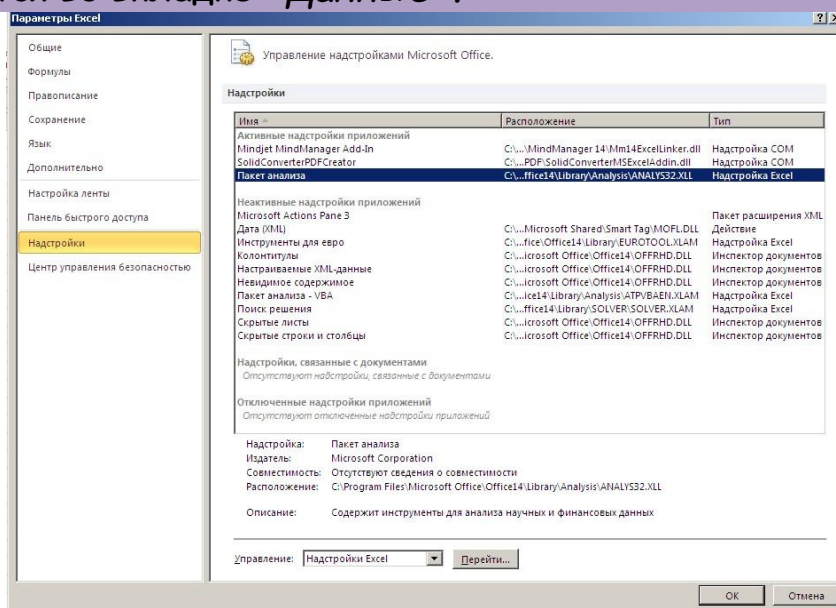 во вкладке "Данные".
Параметры Excel
Общие
Формулы
Правописание
Сохранение
Язык
Дополнительно
Настройка ленты
Панель быстрого доступа
Надстройки
Центр управления безопасностью
Управление надстройками Microsoft Office.
Надстройки
Имя Расположение Тип
Активные надстройки приложений
Mindjet MindManager Add-In C:\...\MindManager 14\Mm14ExcelLinker.dll Надстройка COM
SolidConverterPDFCreator C:\...PDF\SolidConverterMSExcelAddin.dll Надстройка COM
Пакет анализа C:\...ffice14\Library\Analysis\ANALYS32.XLL Надстройка Excel
Неактивные надстройки приложений
Microsoft Actions Pane 3 Пакет расширения XML
Дата (XML) C:\...Microsoft Shared\Smart Tag\MOFL.DLL Действие
Инструменты для евро C:\...fice\Office14\Library\EUROTOOL.XLAM Надстройка Excel
Колонтитулы C:\...icrosoft Office\Office14\OFFRHD.DLL Инспектор документов
Настраиваемые XML-данные C:\...icrosoft Office\Office14\OFFRHD.DLL Инспектор документов
Невидимое содержимое C:\...icrosoft Office\Office14\OFFRHD.DLL Инспектор документов
Пакет анализа - VBA C:\...ice14\Library\Analysis\ATPVBAEN.XLAM Надстройка Excel
Поиск решения C:\...ffice14\Library\SOLVER\SOLVER.XLAM Надстройка Excel
Скрытые листы C:\...icrosoft Office\Office14\OFFRHD.DLL Инспектор документов
Скрытые строки и столбцы C:\...icrosoft Office\Office14\OFFRHD.DLL Инспектор документов
Надстройки, связанные с документами
Отсутствуют надстройки, связанные с документами
Отключенные надстройки приложений
Отсутствуют отключенные надстройки приложений
Надстройка: Пакет анализа
Издатель: Microsoft Corporation
Совместимость: Отсутствуют сведения о совместимости
Расположение: C:\Program Files\Microsoft Office\Office14\Library\Analysis\ANALYS32.XLL
Описание: Содержит инструменты для анализа научных и финансовых данных
Управление: Надстройки Excel Перейти...
ОК Отмена